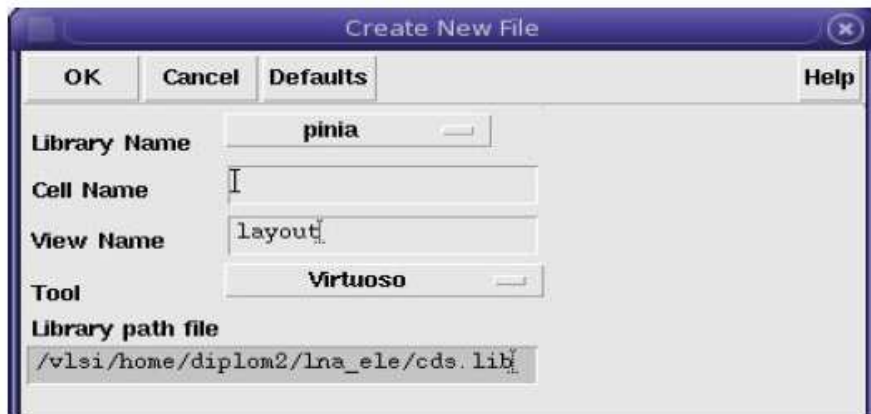 Create New File
OK Cancel Defaults Help
Library Name pinia
Cell Name
View Name layout
Tool Virtuoso
Library path file
/vlsi/home/diplom2/lna_ele/cds.lib